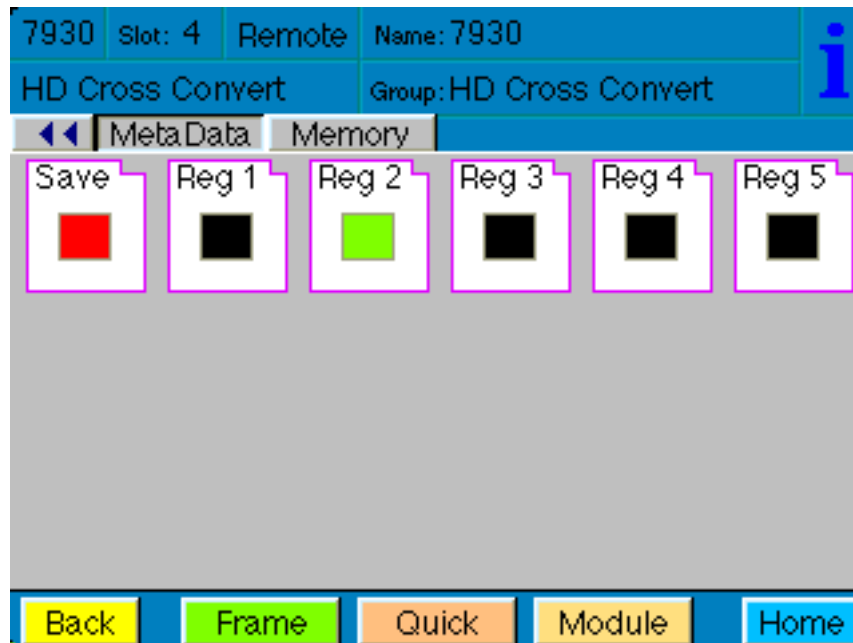 7930 Slot: 4 Remote Name: 7930
HD Cross Convert Group: HD Cross Convert
i
MetaData Memory
Save Reg 1 Reg 2 Reg 3 Reg 4 Reg 5
Back Frame Quick Module Home